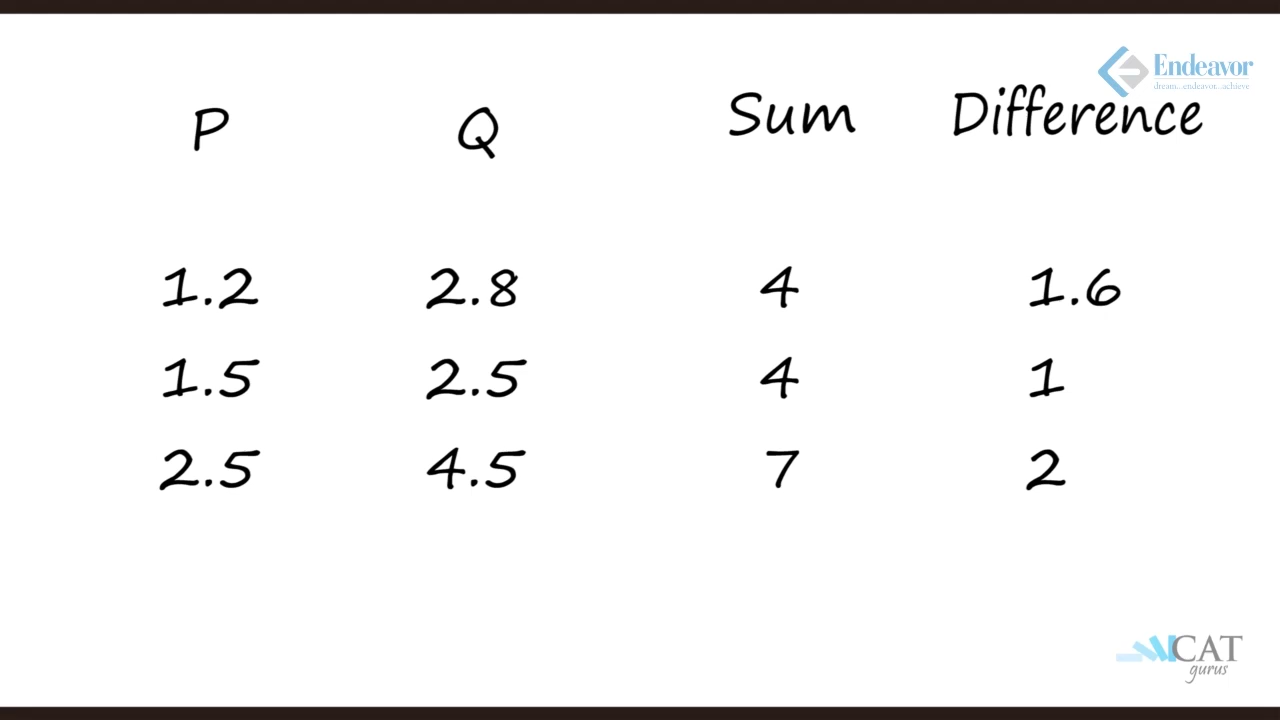 Endeavor
dream...endeavor...achieve
P Q Sum Difference
1.2 2.8 4 1.6
1.5 2.5 4 1
2.5 4.5 7 2
CAT
gurus